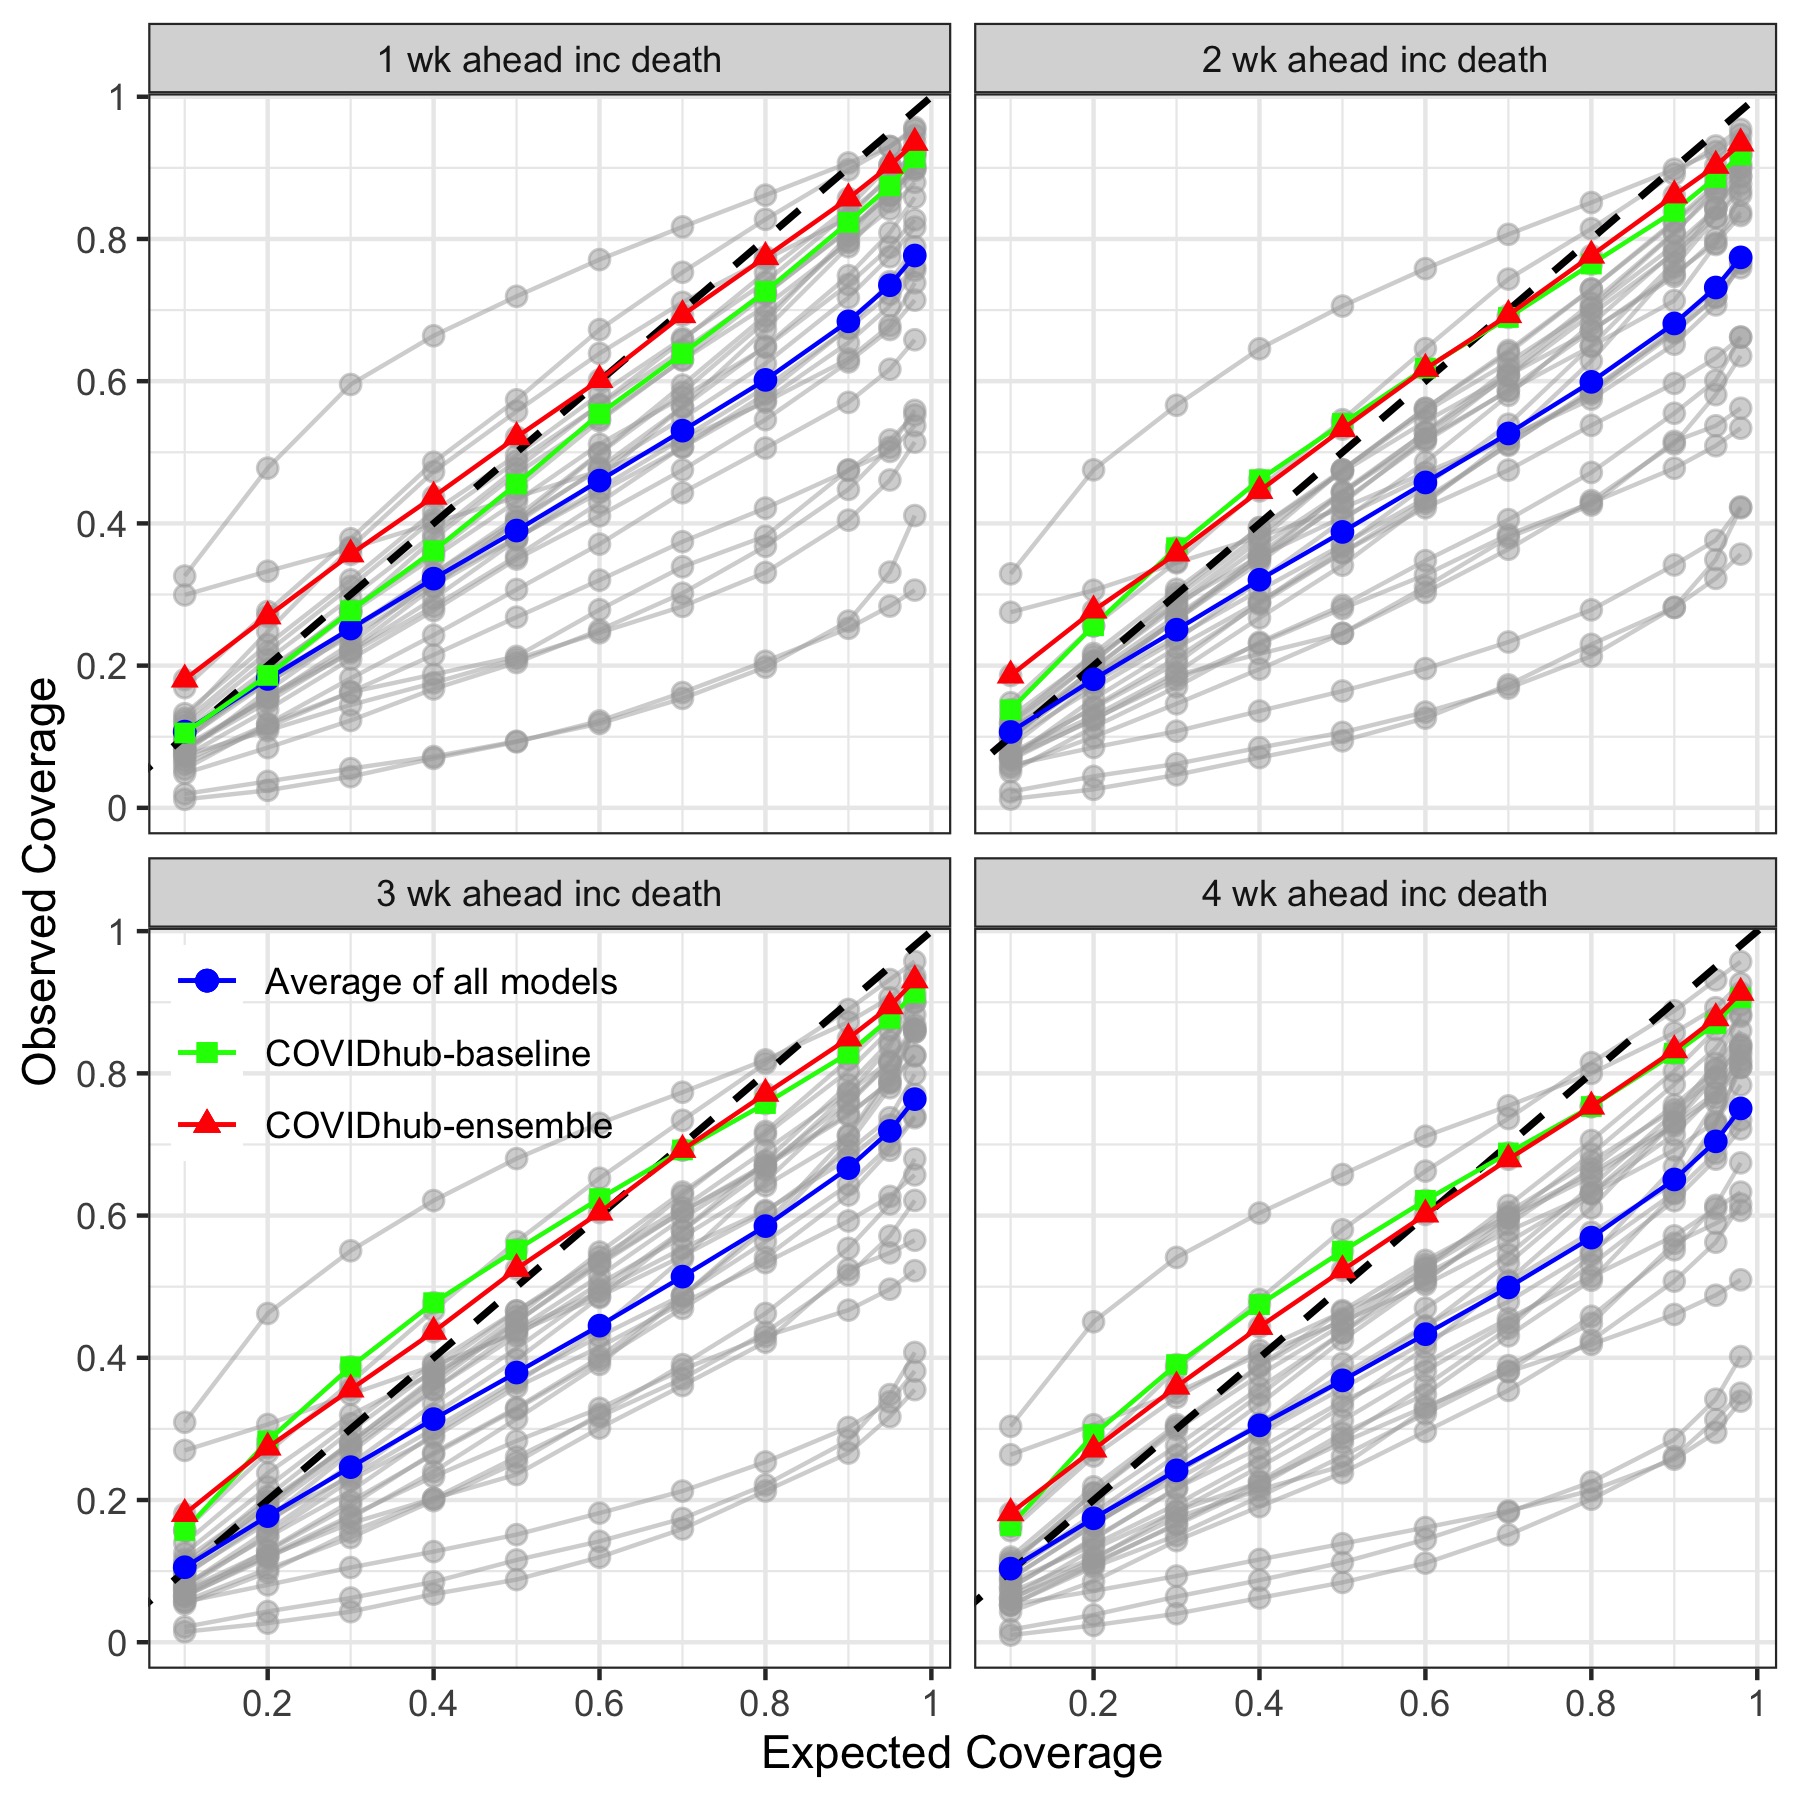 1 wk ahead inc death
2 wk ahead inc death
1
0.8
0.6
0.4
0.2
0
3 wk ahead inc death
4 wk ahead inc death
1
0.8
0.6
0.4
0.2
0
Average of all models
COVIDhub-baseline
COVIDhub-ensemble
0.2 0.4 0.6 0.8 1
0.2 0.4 0.6 0.8 1
Observed Coverage
Expected Coverage